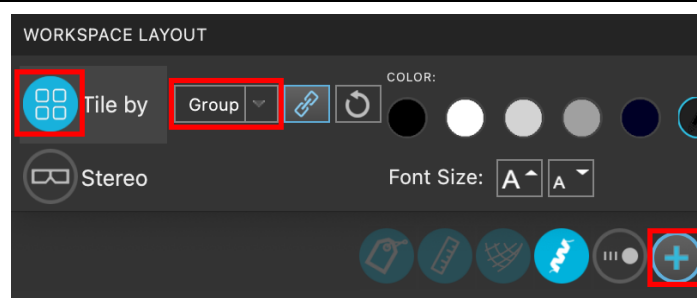 WORKSPACE LAYOUT
COLOR:
Tile by Group
Stereo
Font Size: A A